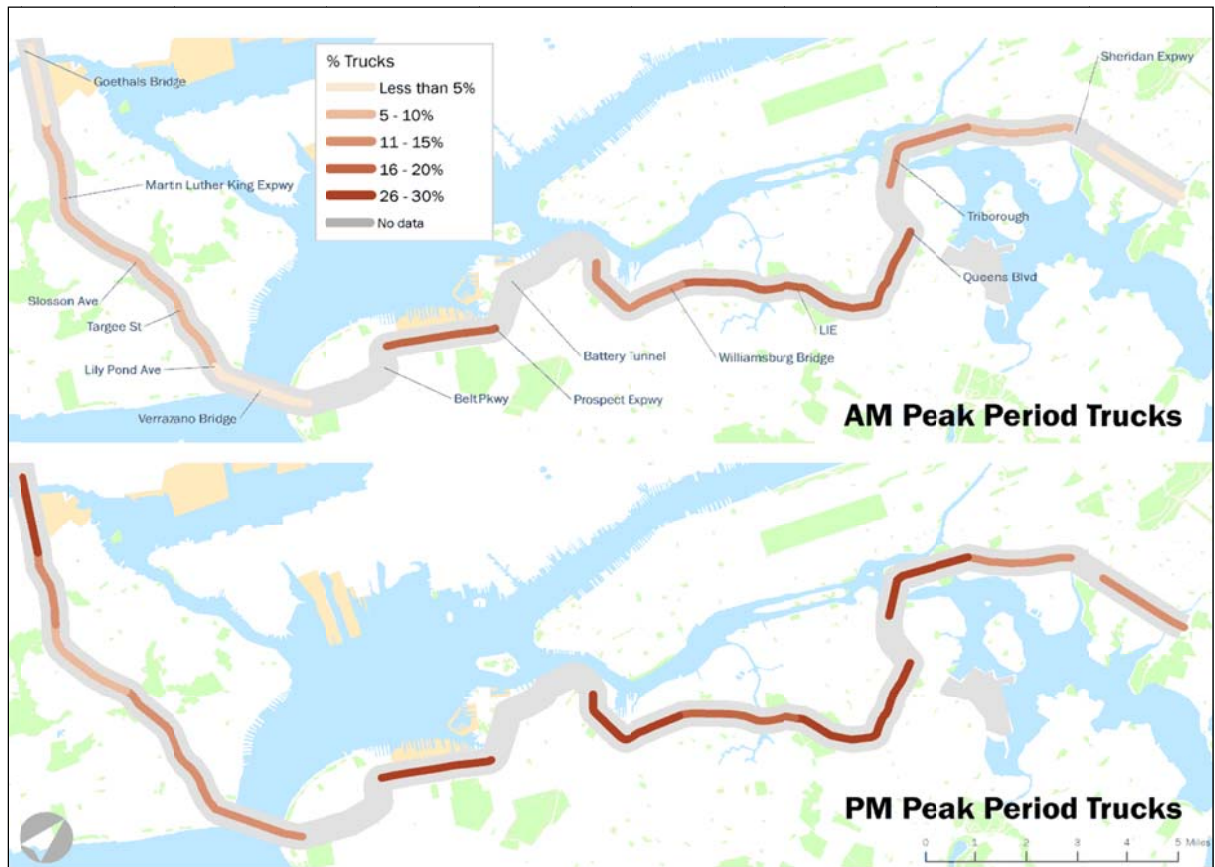 Goethals Bridge
Martin Luther King Expwy
Slosson Ave
Targee St
Lily Pond Ave
Verrazano Bridge
% Trucks
Less than 5%
5 - 10%
11 - 15%
16 - 20%
26 - 30%
No data
Belt Pkwy
Prospect Expwy
Battery Tunnel
Williamsburg Bridge
LIE
Queens Blvd
Triborough
Sheridan Expwy
AM Peak Period Trucks
PM Peak Period Trucks
0 1 2 3 4 5 Miles